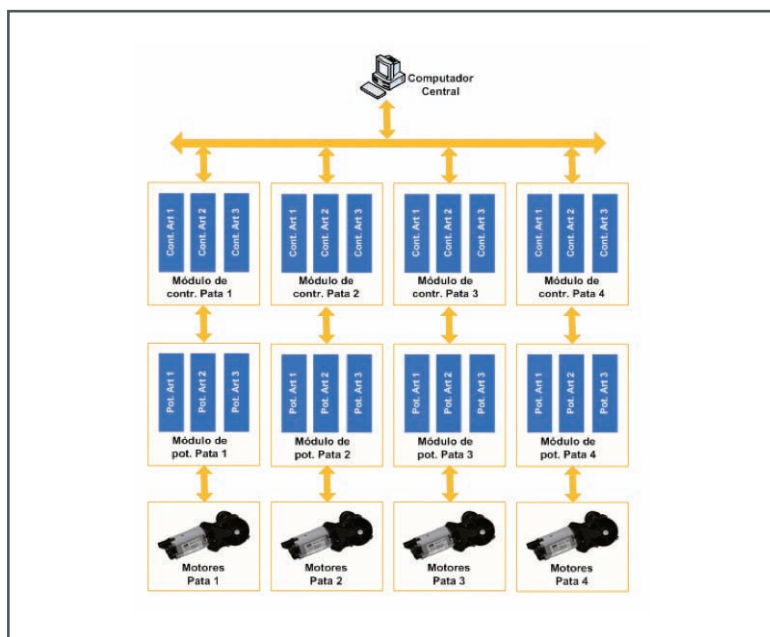 Computador
Central
Cont. Art 1
Cont. Art 2
Cont. Art 3
Módulo de
contr. Pata 1
Cont. Art 1
Cont. Art 2
Cont. Art 3
Módulo de
contr. Pata 2
Cont. Art 1
Cont. Art 2
Cont. Art 3
Módulo de
contr. Pata 3
Cont. Art 1
Cont. Art 2
Cont. Art 3
Módulo de
contr. Pata 4
Pot. Art 1
Pot. Art 2
Pot. Art 3
Módulo de
pot. Pata 1
Pot. Art 1
Pot. Art 2
Pot. Art 3
Módulo de
pot. Pata 2
Pot. Art 1
Pot. Art 2
Pot. Art 3
Módulo de
pot. Pata 3
Pot. Art 1
Pot. Art 2
Pot. Art 3
Módulo de
pot. Pata 4
Motores
Pata 1
Motores
Pata 2
Motores
Pata 3
Motores
Pata 4